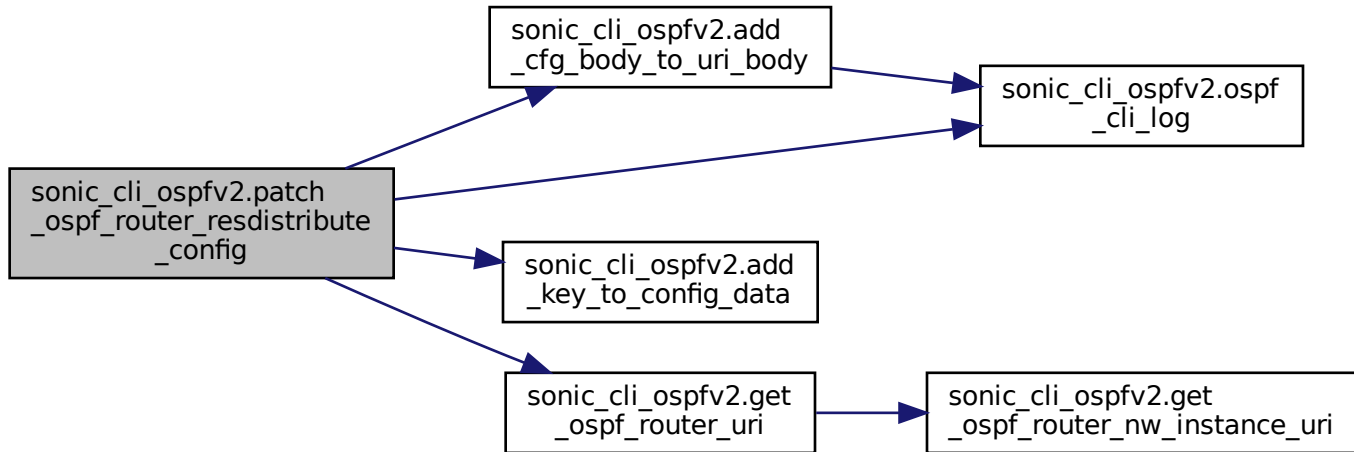 sonic_cli_ospfv2.patch
_ospf_router_resdistribute
_config
sonic_cli_ospfv2.add
_cfg_body_to_uri_body
sonic_cli_ospfv2.ospf
_cli_log
sonic_cli_ospfv2.add
_key_to_config_data
sonic_cli_ospfv2.get
_ospf_router_uri
sonic_cli_ospfv2.get
_ospf_router_nw_instance_uri